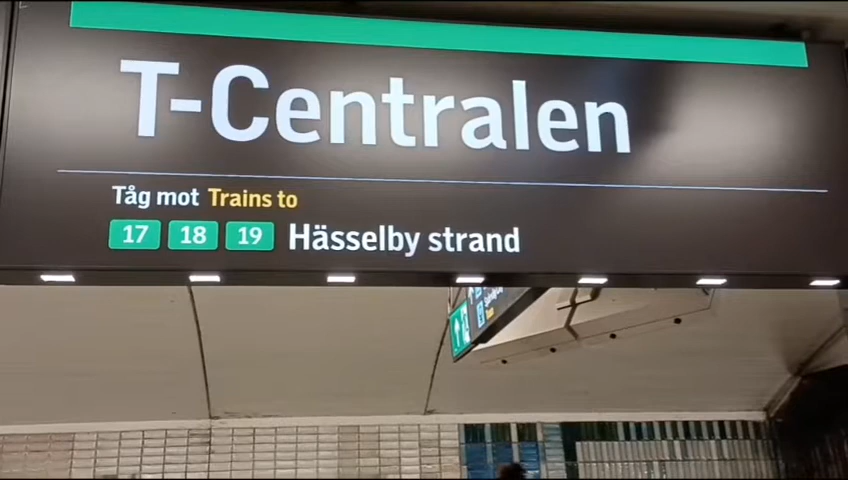 T-Centralen
Tåg mot Trains to
17 18 19 Hässelby strand